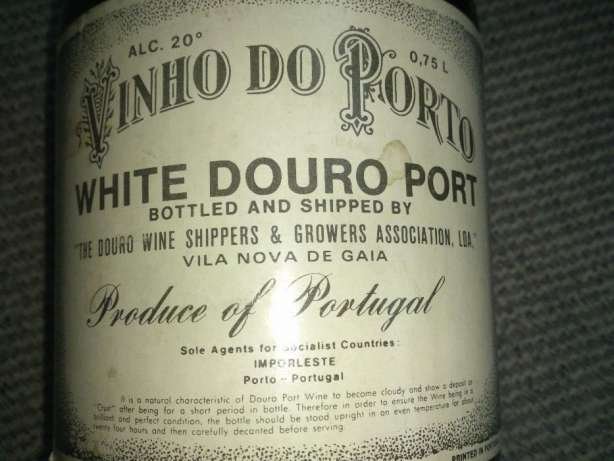 ALC. 20°
0,75 L
VINHO DO PORTO
WHITE DOURO PORT
BOTTLED AND SHIPPED BY
"THE DOURO WINE SHIPPERS & GROWERS ASSOCIATION, LDA."
VILA NOVA DE GAIA
Produce of Portugal
Sole Agents for Socialist Countries:
IMPORLESTE
Porto - Portugal
It is a natural characteristic of Douro Port Wine to become cloudy and show a deposit or
"Crust" after being for a short period in bottle. Therefore in order to ensure the Wine being in a
brilliant and perfect condition, the bottle should be stood upright in an even temperature for about
twenty four hours and then carefully decanted before serving.
PRINTED IN